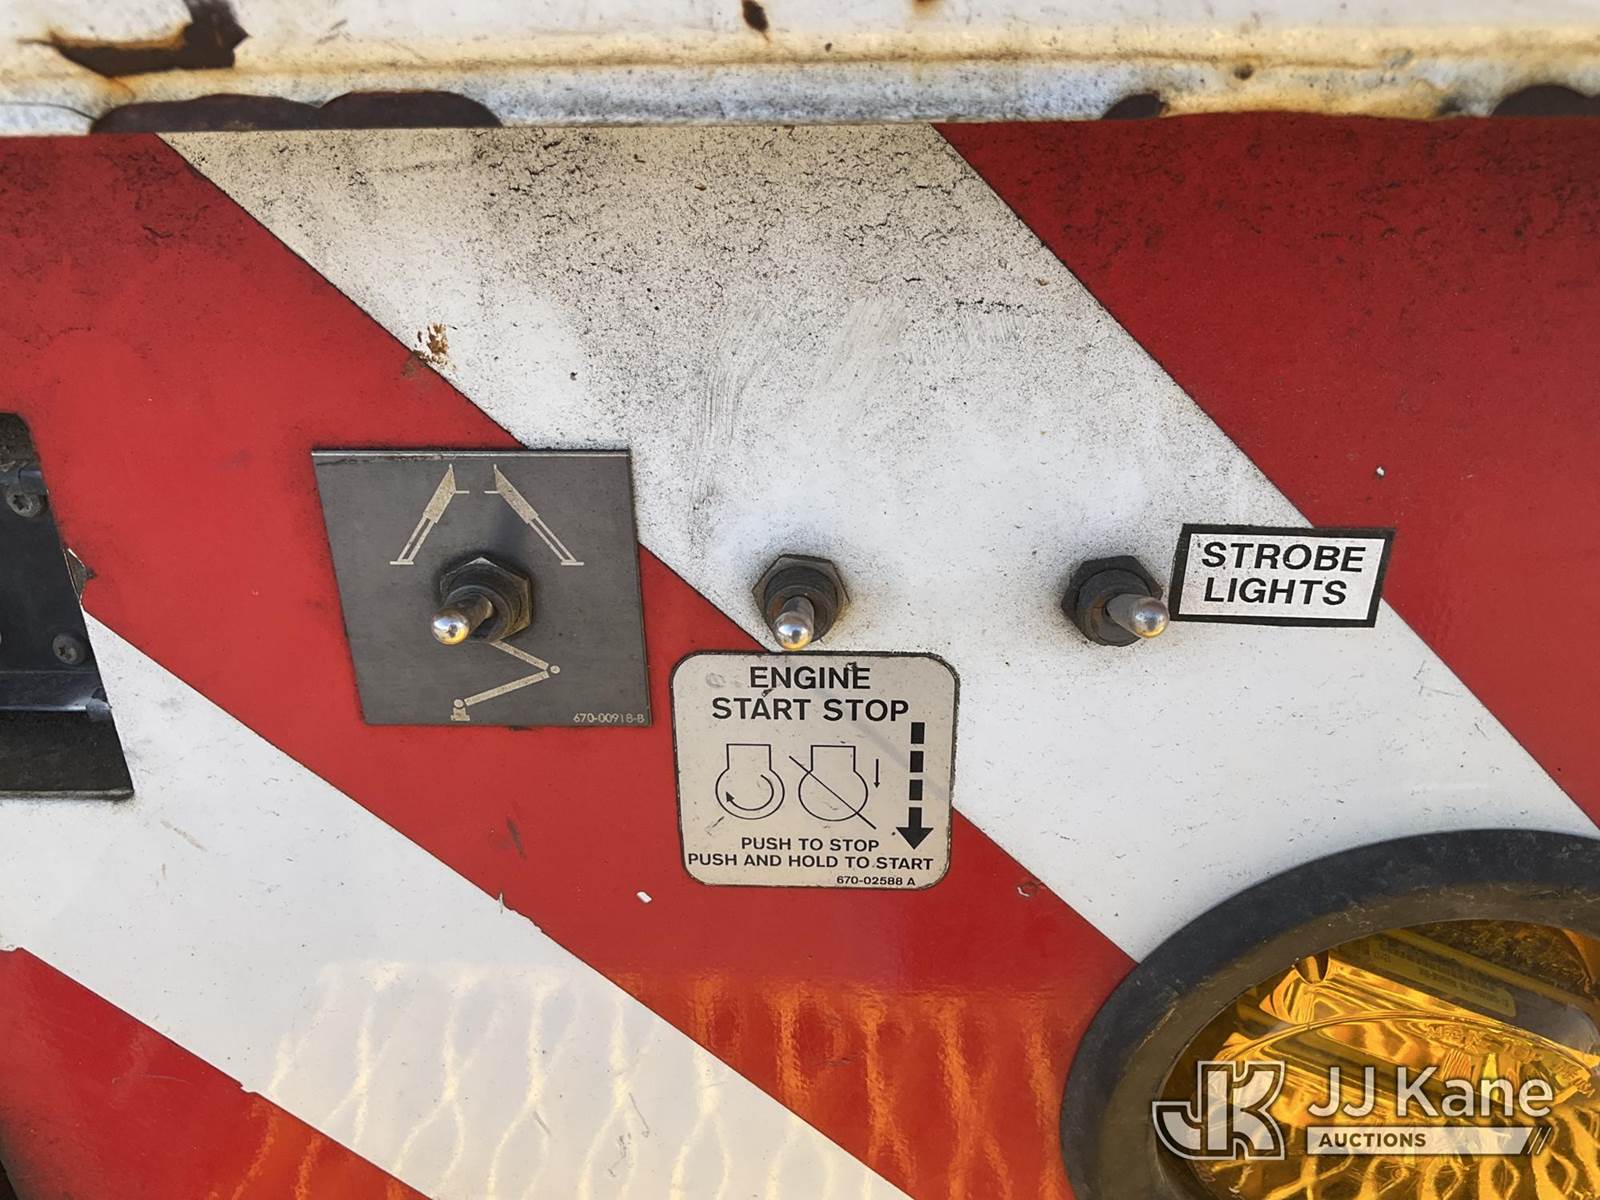 STROBE
LIGHTS
670-00918-B
ENGINE
START STOP
PUSH TO STOP
PUSH AND HOLD TO START
670-02588 A
JK JJ Kane
AUCTIONS